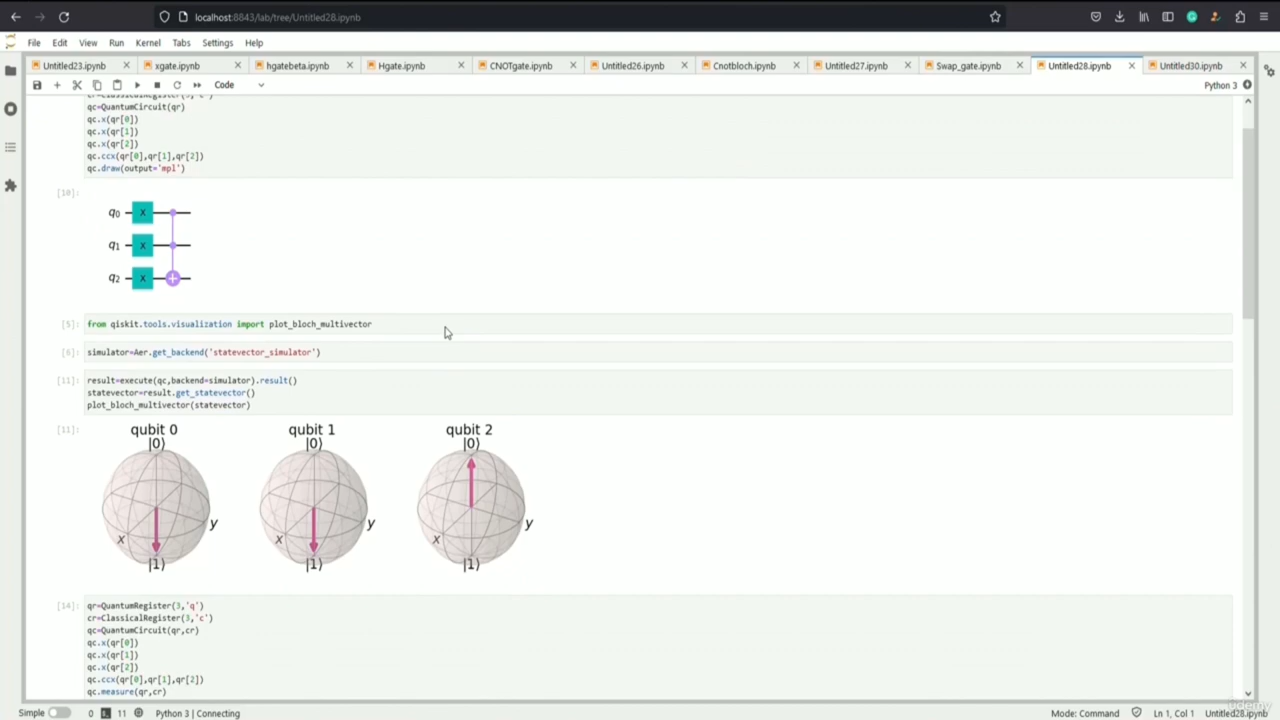 localhost:8843/lab/tree/Untitled28.ipynb
File Edit View Run Kernel Tabs Settings Help
Untitled23.ipynb xgate.ipynb hgatebeta.ipynb Hgate.ipynb CNOTgate.ipynb Untitled26.ipynb Cnotbloch.ipynb Untitled27.ipynb Swap_gate.ipynb Untitled28.ipynb Untitled30.ipynb
Code Python 3
cr=ClassicalRegister(3,'c')
qc=QuantumCircuit(qr)
qc.x(qr[0])
qc.x(qr[1])
qc.x(qr[2])
qc.ccx(qr[0],qr[1],qr[2])
qc.draw(output='mpl')
[10]:
q0 X
q1 X
q2 X +
[5]: from qiskit.tools.visualization import plot_bloch_multivector
[6]: simulator=Aer.get_backend('statevector_simulator')
[11]: result=execute(qc,backend=simulator).result()
statevector=result.get_statevector()
plot_bloch_multivector(statevector)
[11]:
qubit 0 qubit 1 qubit 2
|0⟩ |0⟩ |0⟩
x y x y x y
|1⟩ |1⟩ |1⟩
[14]: qr=QuantumRegister(3,'q')
cr=ClassicalRegister(3,'c')
qc=QuantumCircuit(qr,cr)
qc.x(qr[0])
qc.x(qr[1])
qc.x(qr[2])
qc.ccx(qr[0],qr[1],qr[2])
qc.measure(qr,cr)
Simple 0 11 Python 3 | Connecting Mode: Command Ln 1, Col 1 Untitled28.ipynb
udemy